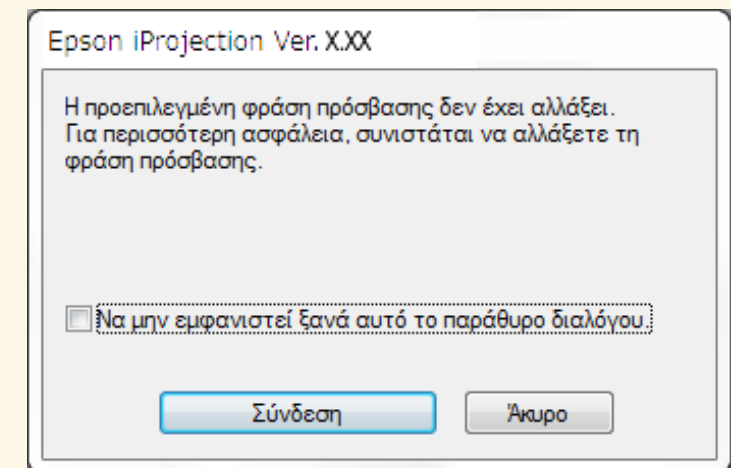 Epson iProjection Ver. X.XX
Η προεπιλεγμένη φράση πρόσβασης δεν έχει αλλάξει.
Για περισσότερη ασφάλεια, συνιστάται να αλλάξετε τη
φράση πρόσβασης.
Να μην εμφανιστεί ξανά αυτό το παράθυρο διαλόγου.
Σύνδεση Άκυρο